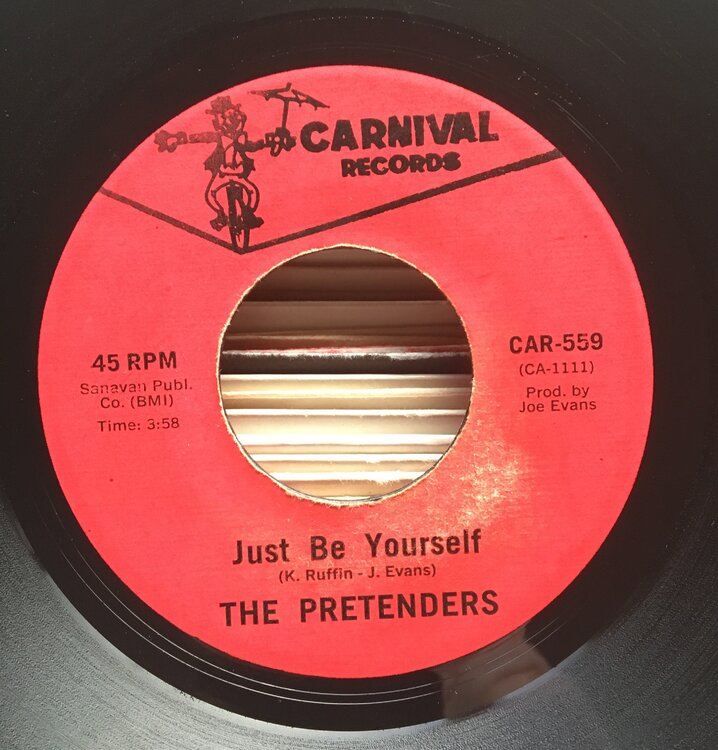 CARNIVAL
RECORDS
45 RPM
Sanavan Publ.
Co. (BMI)
Time: 3:58
CAR-559
(CA-1111)
Prod. by
Joe Evans
Just Be Yourself
(K. Ruffin - J. Evans)
THE PRETENDERS